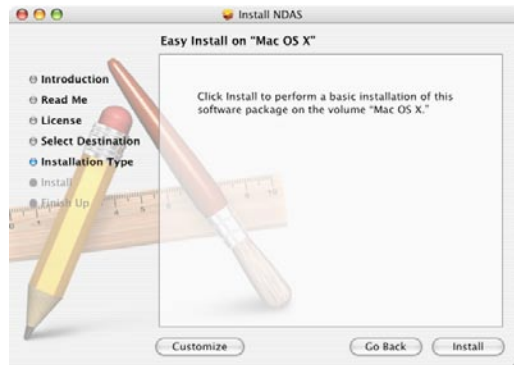 Install NDAS
Easy Install on “Mac OS X”
Introduction
Read Me
License
Select Destination
Installation Type
Install
Finish Up
Click Install to perform a basic installation of this
software package on the volume “Mac OS X.”
Customize
Go Back
Install